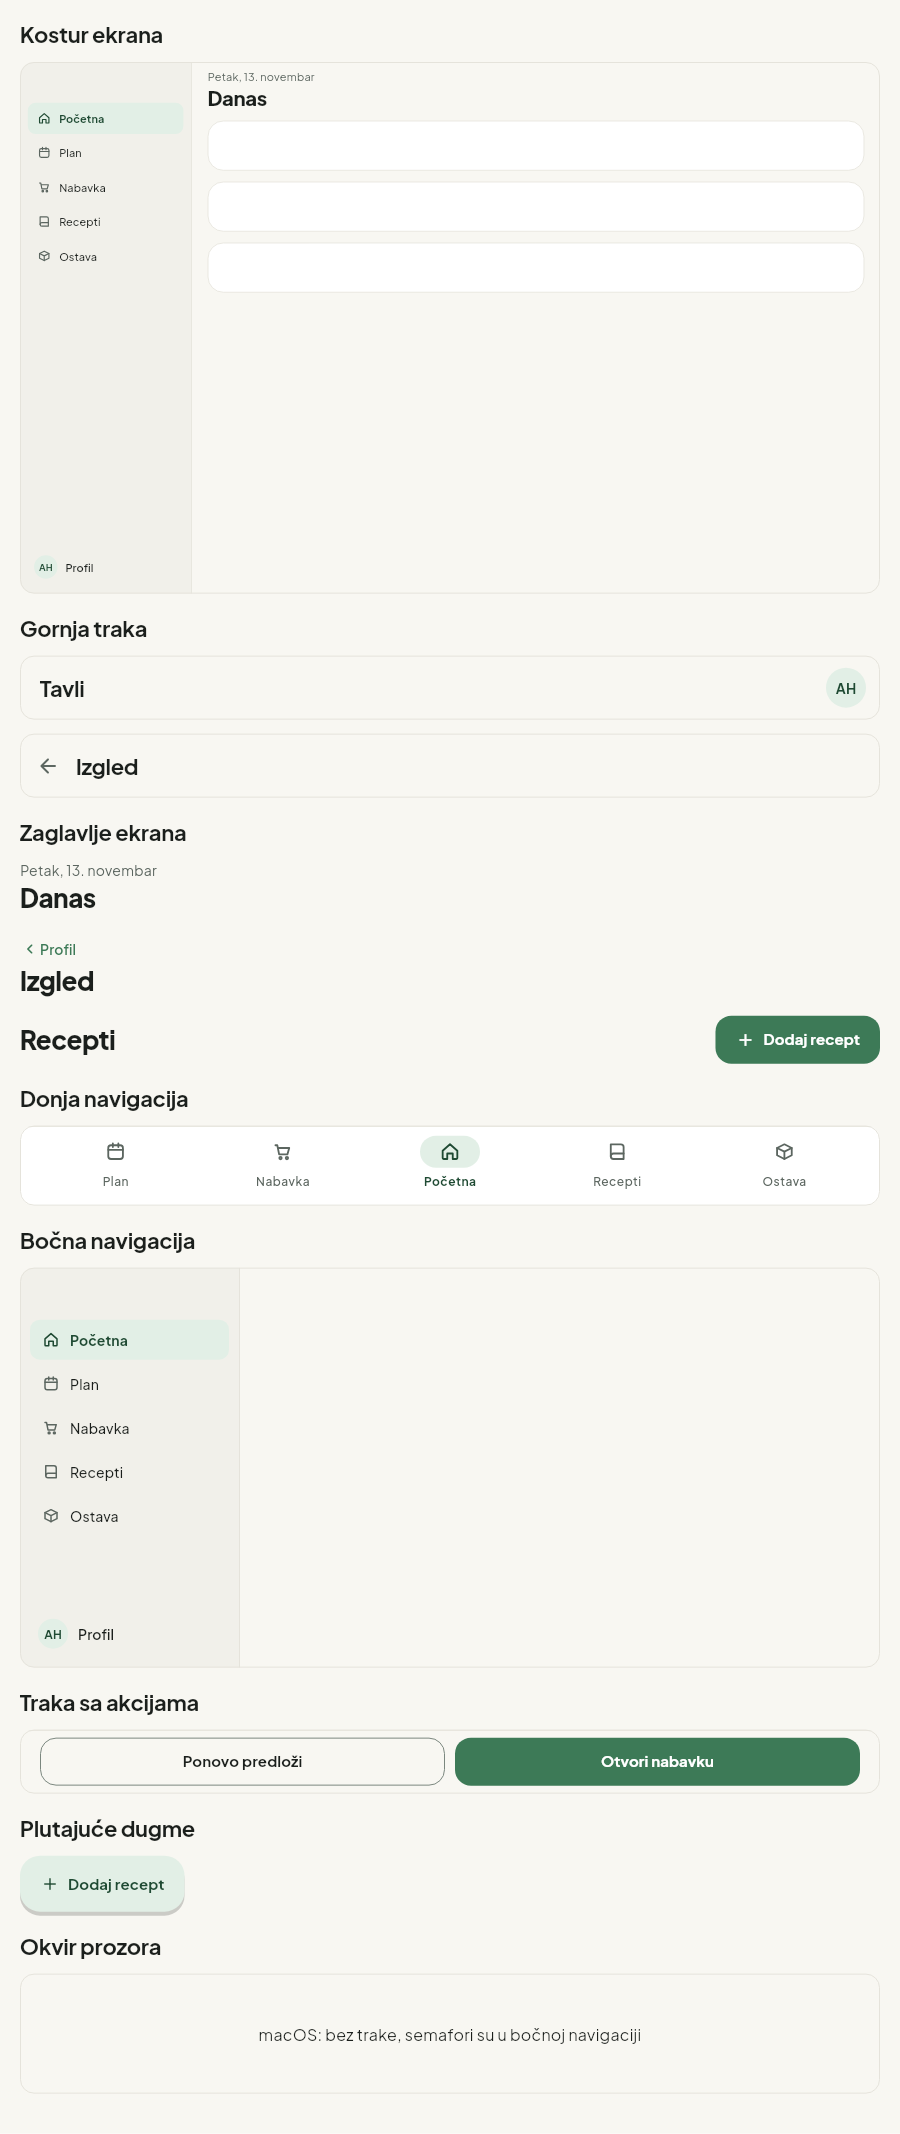 Kostur ekrana
Petak, 13. novembar
Danas
Početna
Plan
Nabavka
Recepti
Ostava
AH Profil
Gornja traka
Tavli AH
Izgled
Zaglavlje ekrana
Petak, 13. novembar
Danas
Profil
Izgled
Recepti Dodaj recept
Donja navigacija
Plan Nabavka Početna Recepti Ostava
Bočna navigacija
Početna
Plan
Nabavka
Recepti
Ostava
AH Profil
Traka sa akcijama
Ponovo predloži Otvori nabavku
Plutajuće dugme
Dodaj recept
Okvir prozora
macOS: bez trake, semafori su u bočnoj navigaciji